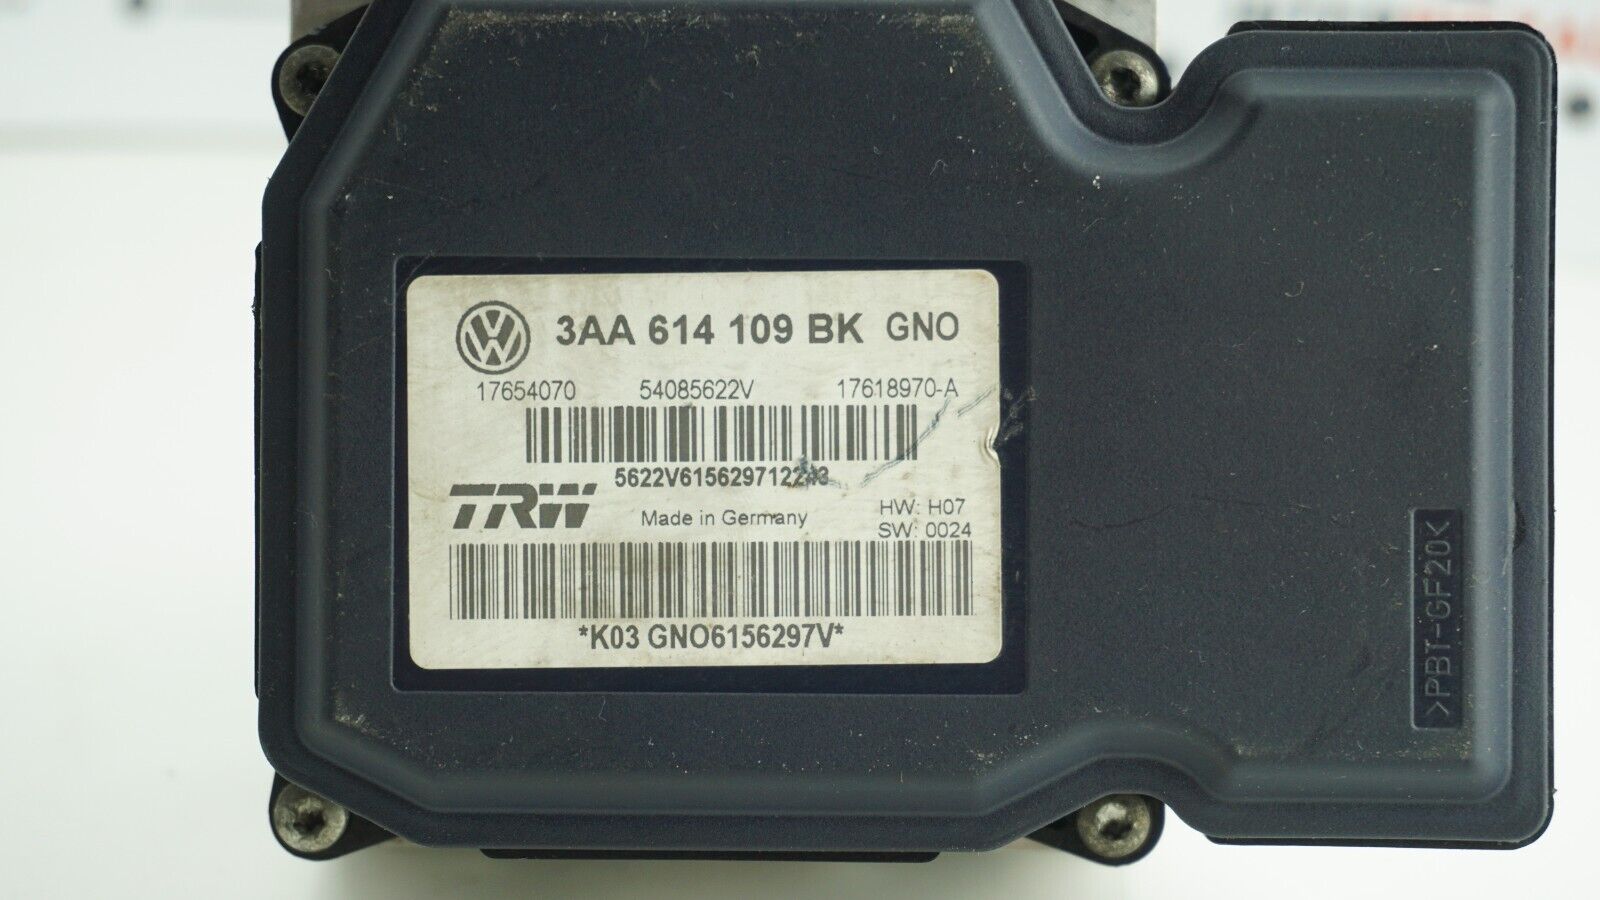 3AA 614 109 BK GNO
17654070 54085622V 17618970-A
5622V615629712243
TRW Made in Germany HW: H07
SW: 0024
*K03 GNO6156297V*
>PBT-GF20<